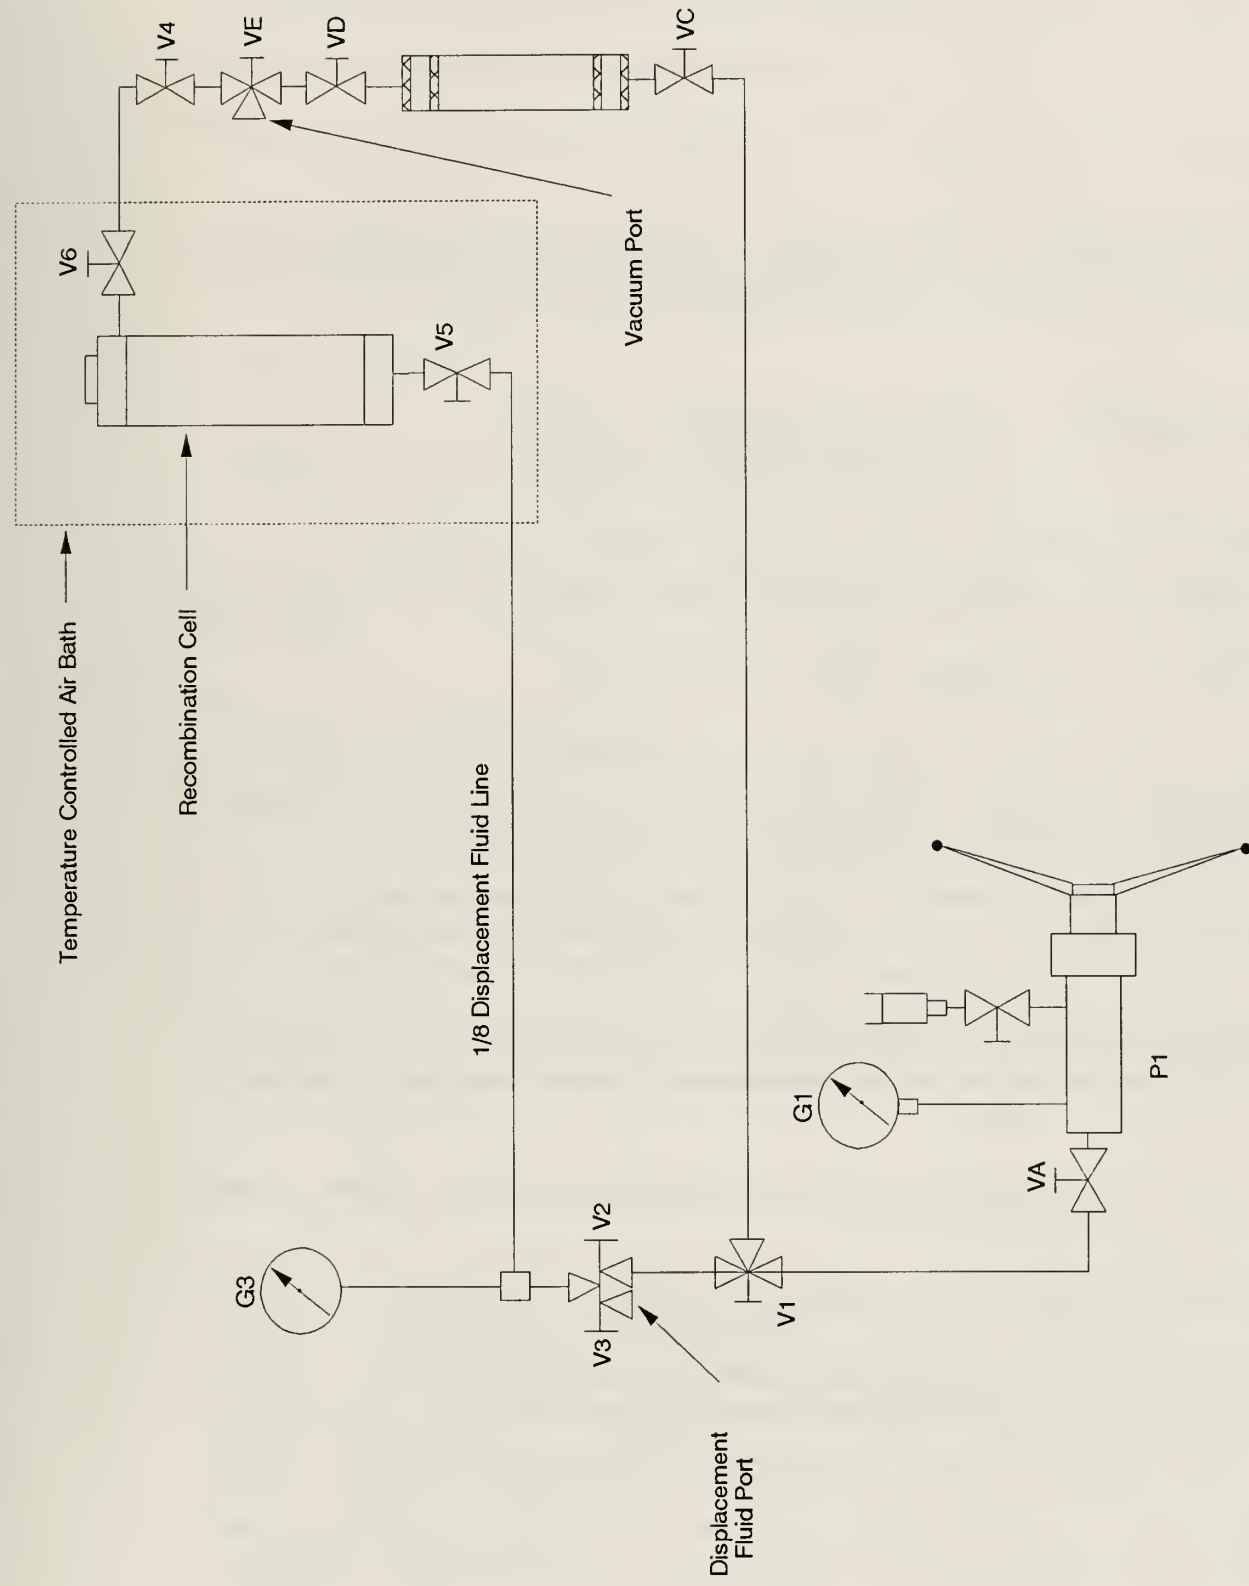 V4
VE
VD
VC
V6
V5
Vacuum Port
Temperature Controlled Air Bath
Recombination Cell
1/8 Displacement Fluid Line
G3
V2
V3
V1
G1
VA
P1
Displacement
Fluid Port